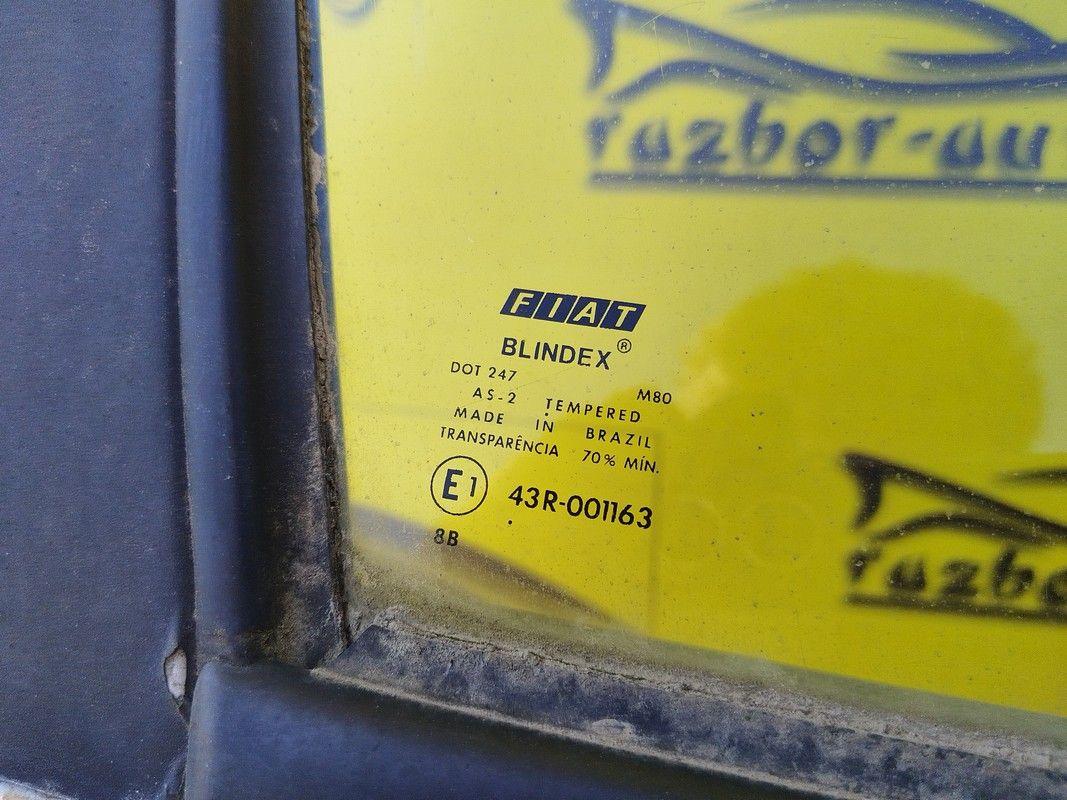 razbor-au
FIAT
BLINDEX®
DOT 247 M80
AS-2 TEMPERED
MADE IN BRAZIL
TRANSPARÊNCIA 70% MÍN.
E1 43R-001163
8B
razbo